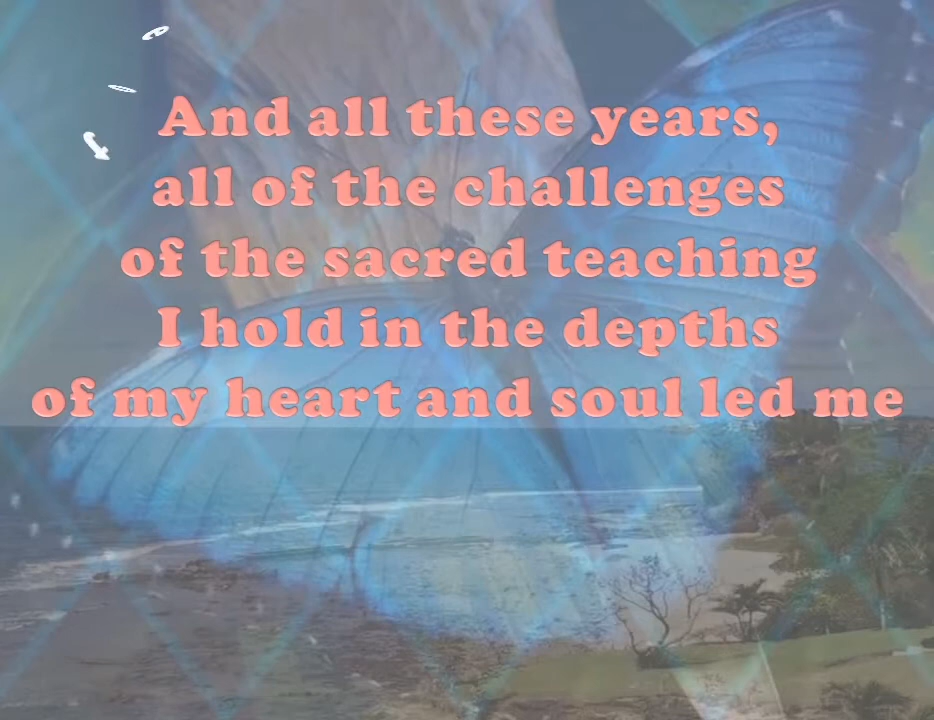 And all these years,
all of the challenges
of the sacred teaching
I hold in the depths
of my heart and soul led me